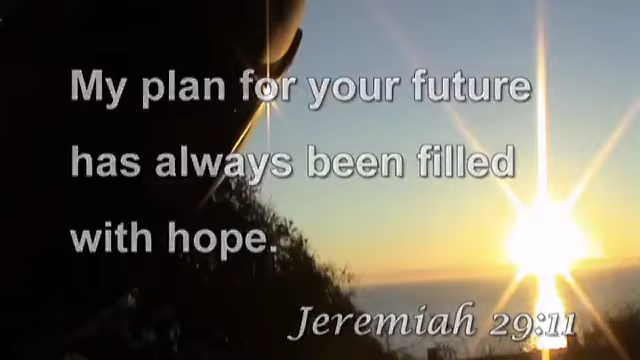 My plan for your future
has always been filled
with hope.
Jeremiah 29:11